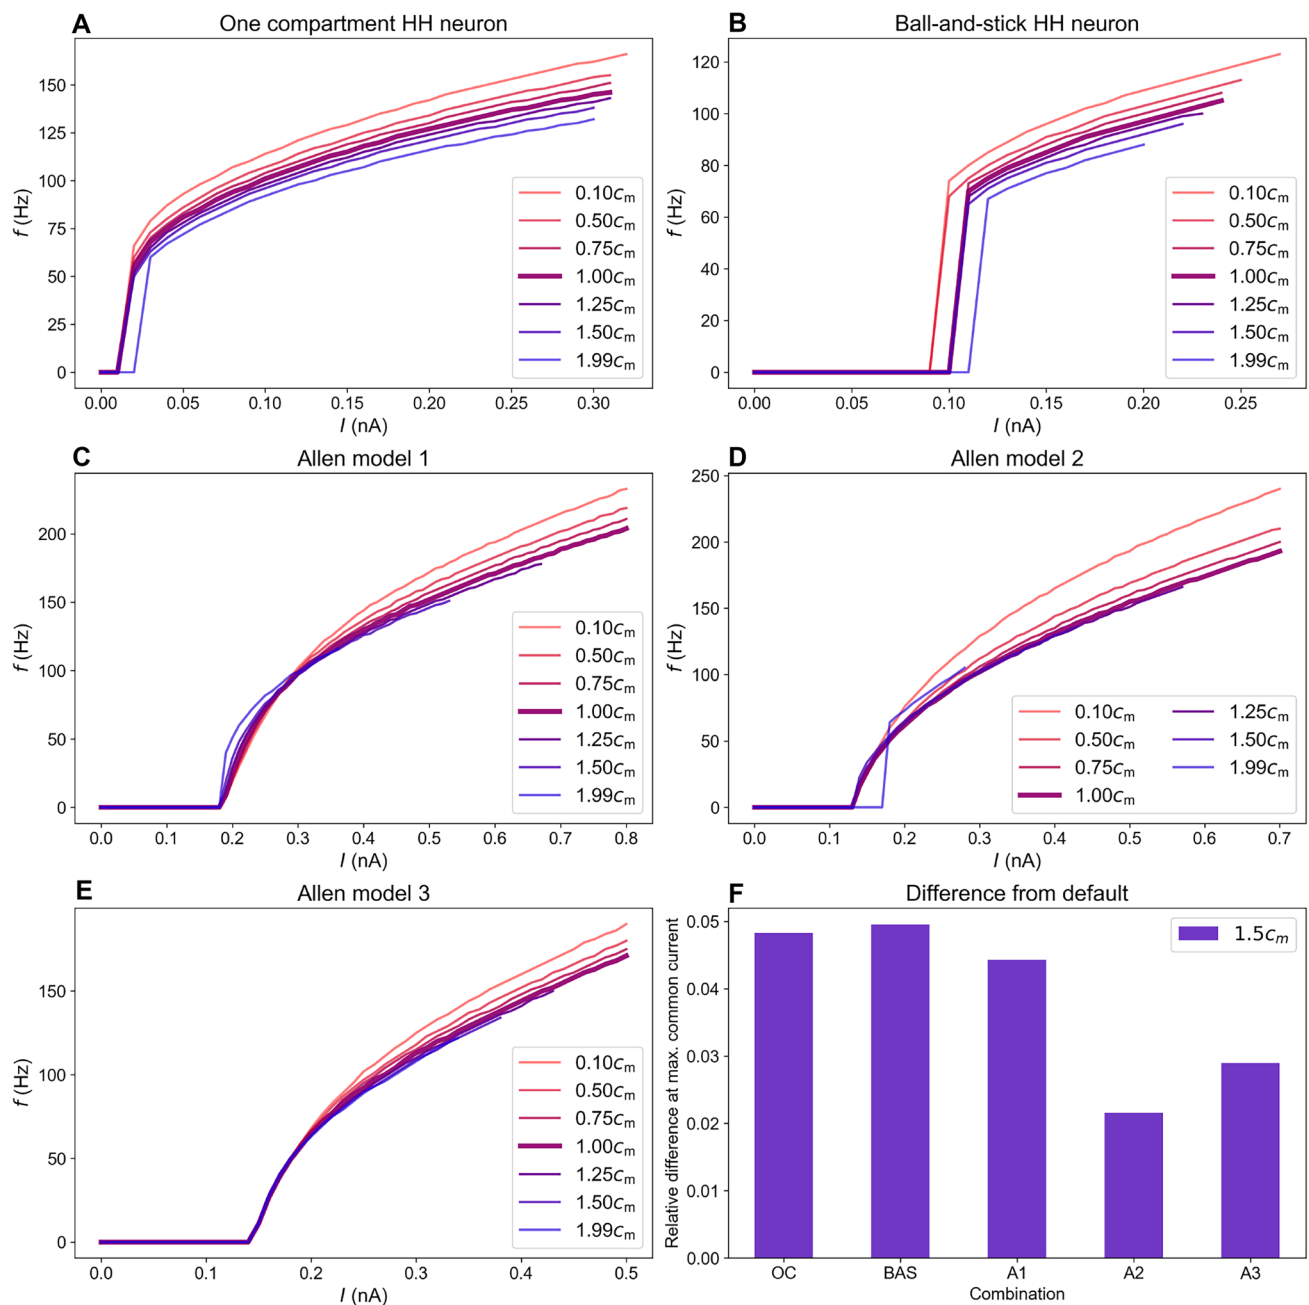 A One compartment HH neuron
f (Hz)
150
125
100
75
50
25
0
0.00 0.05 0.10 0.15 0.20 0.25 0.30
I (nA)
0.10cm
0.50cm
0.75cm
1.00cm
1.25cm
1.50cm
1.99cm
B Ball-and-stick HH neuron
f (Hz)
120
100
80
60
40
20
0
0.00 0.05 0.10 0.15 0.20 0.25
I (nA)
0.10cm
0.50cm
0.75cm
1.00cm
1.25cm
1.50cm
1.99cm
C Allen model 1
f (Hz)
200
150
100
50
0
0.0 0.1 0.2 0.3 0.4 0.5 0.6 0.7 0.8
I (nA)
0.10cm
0.50cm
0.75cm
1.00cm
1.25cm
1.50cm
1.99cm
D Allen model 2
f (Hz)
250
200
150
100
50
0
0.0 0.1 0.2 0.3 0.4 0.5 0.6 0.7
I (nA)
0.10cm 1.25cm
0.50cm 1.50cm
0.75cm 1.99cm
1.00cm
E Allen model 3
f (Hz)
150
100
50
0
0.0 0.1 0.2 0.3 0.4 0.5
I (nA)
0.10cm
0.50cm
0.75cm
1.00cm
1.25cm
1.50cm
1.99cm
F Difference from default
Relative difference at max. common current
0.05
0.04
0.03
0.02
0.01
0.00
OC BAS A1 A2 A3
Combination
1.5cm